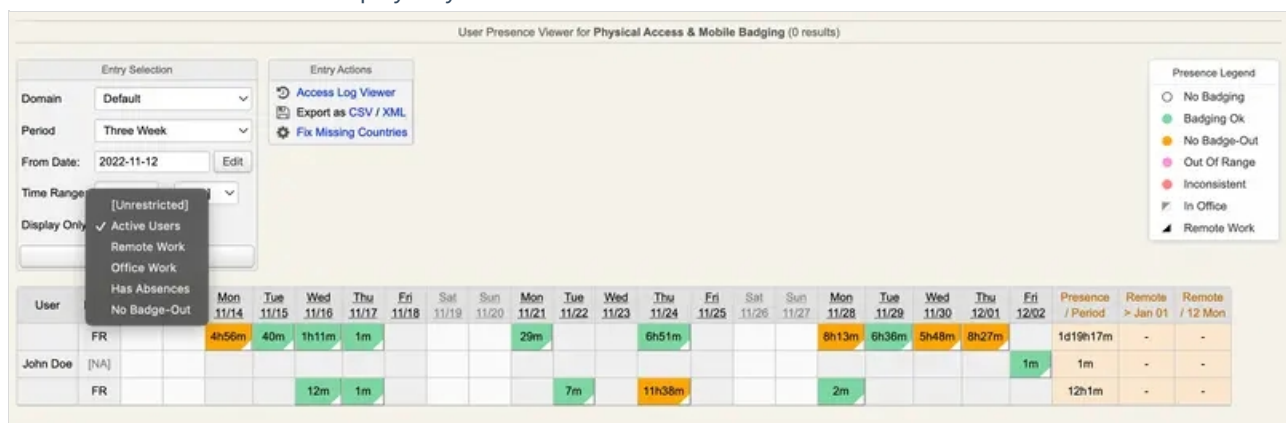 User Presence Viewer for Physical Access & Mobile Badging (0 results)
Entry Selection
Domain Default
Period Three Week
From Date: 2022-11-12 Edit
Time Range
Display Only
[Unrestricted]
✓ Active Users
Remote Work
Office Work
Has Absences
No Badge-Out
Entry Actions
Access Log Viewer
Export as CSV / XML
Fix Missing Countries
Presence Legend
No Badging
Badging Ok
No Badge-Out
Out Of Range
Inconsistent
In Office
Remote Work
User Mon 11/14 Tue 11/15 Wed 11/16 Thu 11/17 Fri 11/18 Sat 11/19 Sun 11/20 Mon 11/21 Tue 11/22 Wed 11/23 Thu 11/24 Fri 11/25 Sat 11/26 Sun 11/27 Mon 11/28 Tue 11/29 Wed 11/30 Thu 12/01 Fri 12/02 Presence / Period Remote > Jan 01 Remote / 12 Mon
FR 4h56m 40m 1h11m 1m 29m 6h51m 8h13m 6h36m 5h48m 8h27m 1d19h17m - -
John Doe [NA] 1m 1m - -
FR 12m 1m 7m 11h38m 2m 12h1m - -